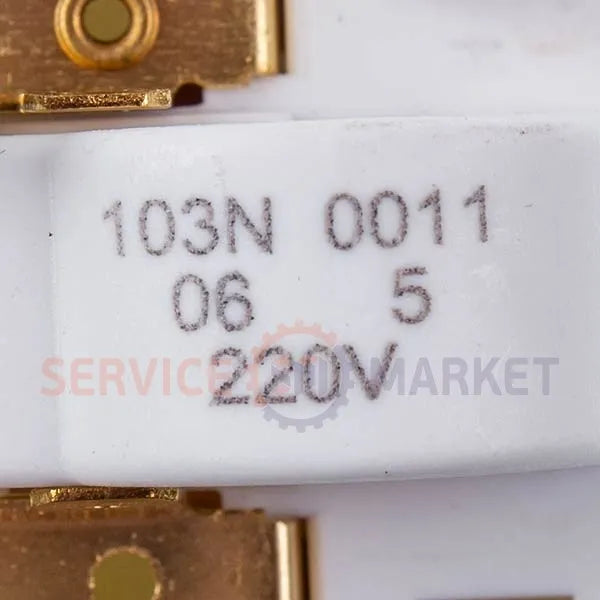 103N 0011
06 5
220V
SERVICE MARKET